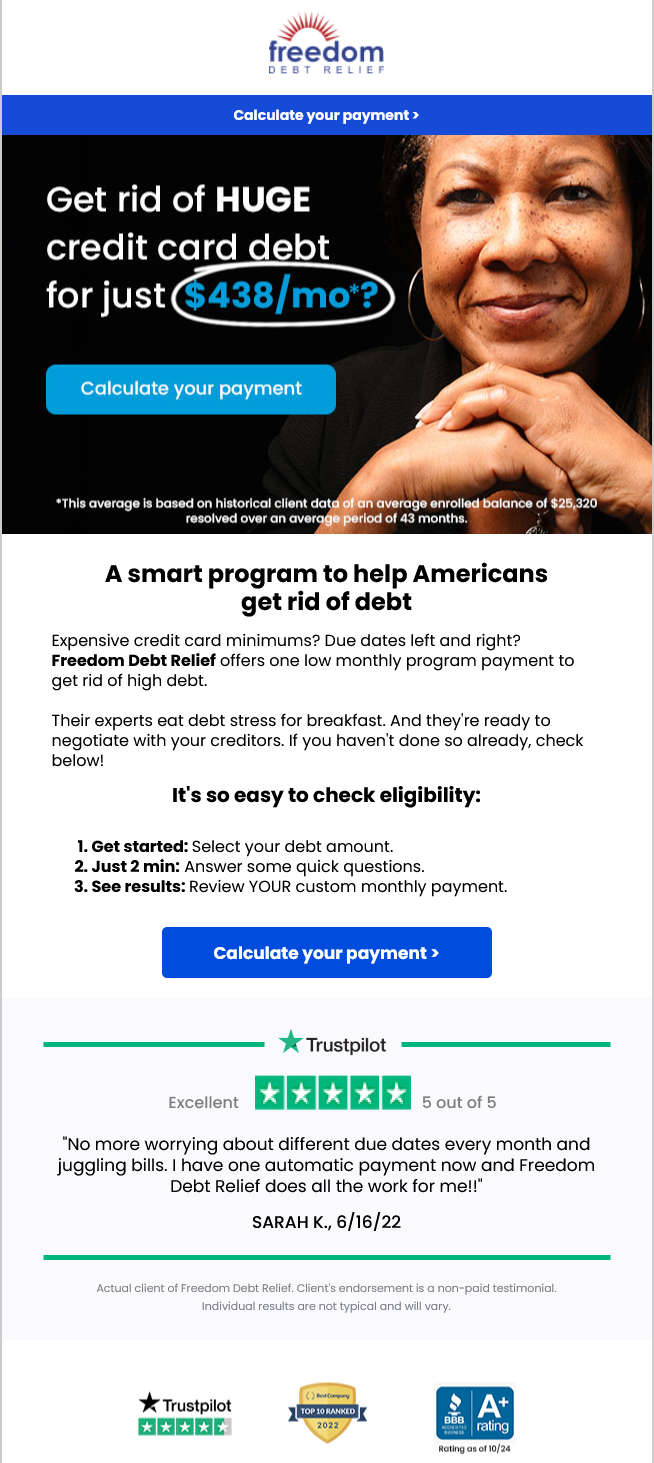 freedom
DEBT RELIEF
Calculate your payment >
Get rid of HUGE
credit card debt
for just $438/mo*?
Calculate your payment
*This average is based on historical client data of an average enrolled balance of $25,320
resolved over an average period of 43 months.
A smart program to help Americans
get rid of debt
Expensive credit card minimums? Due dates left and right?
Freedom Debt Relief offers one low monthly program payment to
get rid of high debt.
Their experts eat debt stress for breakfast. And they're ready to
negotiate with your creditors. If you haven't done so already, check
below!
It's so easy to check eligibility:
1. Get started: Select your debt amount.
2. Just 2 min: Answer some quick questions.
3. See results: Review YOUR custom monthly payment.
Calculate your payment >
Trustpilot
Excellent 5 out of 5
"No more worrying about different due dates every month and
juggling bills. I have one automatic payment now and Freedom
Debt Relief does all the work for me!!"
SARAH K., 6/16/22
Actual client of Freedom Debt Relief. Client's endorsement is a non-paid testimonial.
Individual results are not typical and will vary.
Trustpilot
BestCompany
TOP 10 RANKED
2022
BBB
ACCREDITED
BUSINESS
A+
rating
Rating as of 10/24